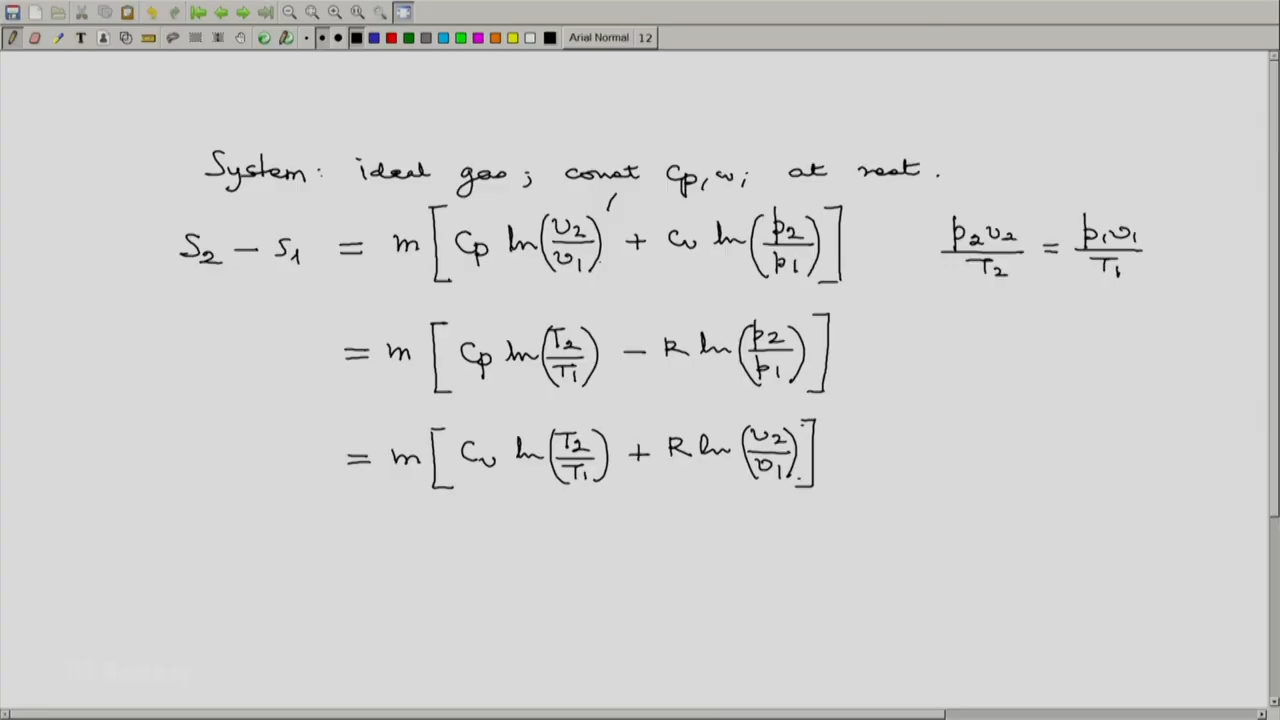 Arial Normal 12
System: ideal gas; const Cp, cv; at rest.
S2 - S1 = m [ Cp ln(v2/v1) + Cv ln(p2/p1) ] p2v2/T2 = p1v1/T1
= m [ Cp ln(T2/T1) - R ln(p2/p1) ]
= m [ Cv ln(T2/T1) + R ln(v2/v1) ]